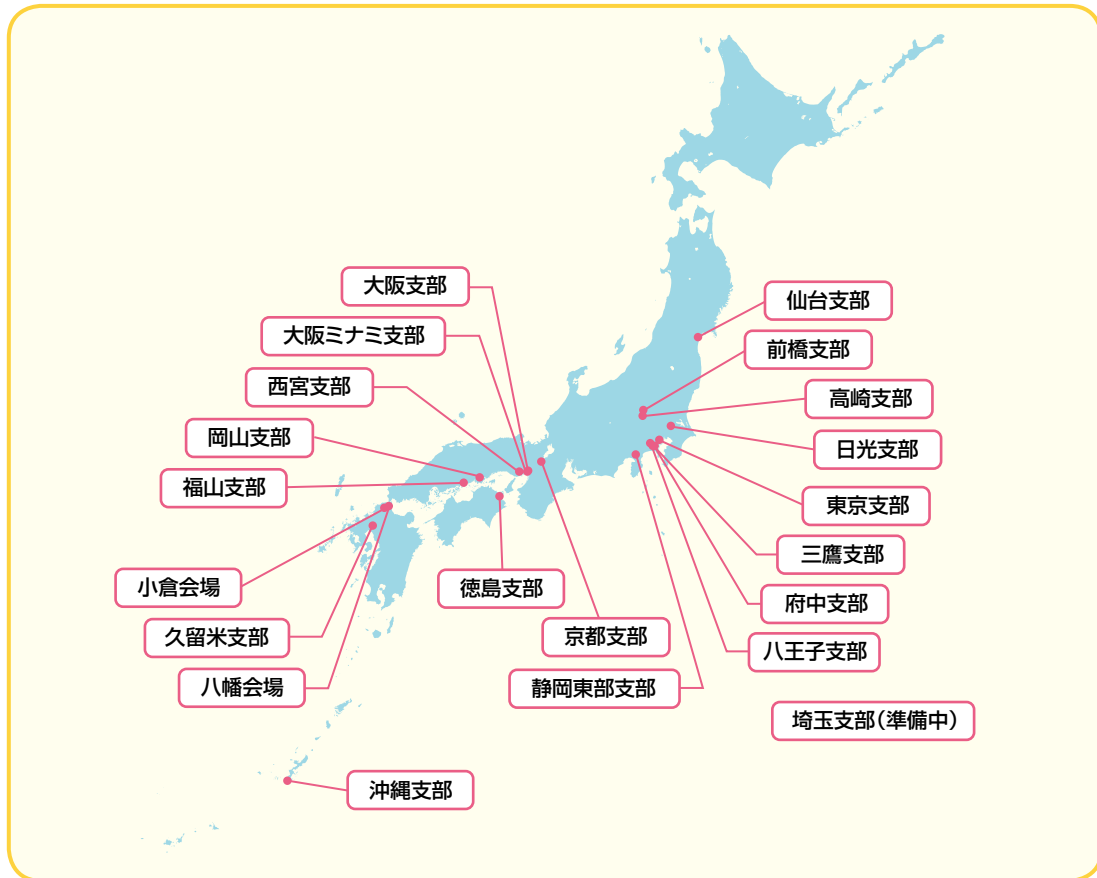 大阪支部
大阪ミナミ支部
西宮支部
岡山支部
福山支部
小倉会場
久留米支部
八幡会場
沖縄支部
徳島支部
京都支部
静岡東部支部
仙台支部
前橋支部
高崎支部
日光支部
東京支部
三鷹支部
府中支部
八王子支部
埼玉支部（準備中）